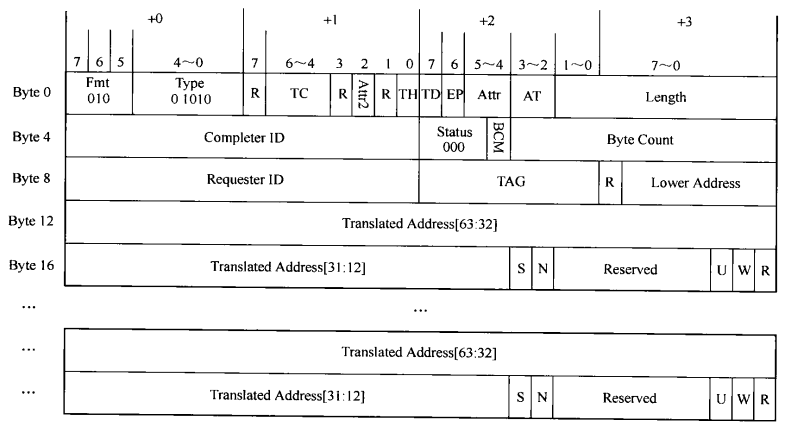 +0 +1 +2 +3
7 6 5 4～0 7 6～4 3 2 1 0 7 6 5～4 3～2 1～0 7～0
Byte 0 Fmt 010 Type 0 1010 R TC R Attr2 R TH TD EP Attr AT Length
Byte 4 Completer ID Status 000 BCM Byte Count
Byte 8 Requester ID TAG R Lower Address
Byte 12 Translated Address[63:32]
Byte 16 Translated Address[31:12] S N Reserved U W R
... ...
... Translated Address[63:32]
... Translated Address[31:12] S N Reserved U W R